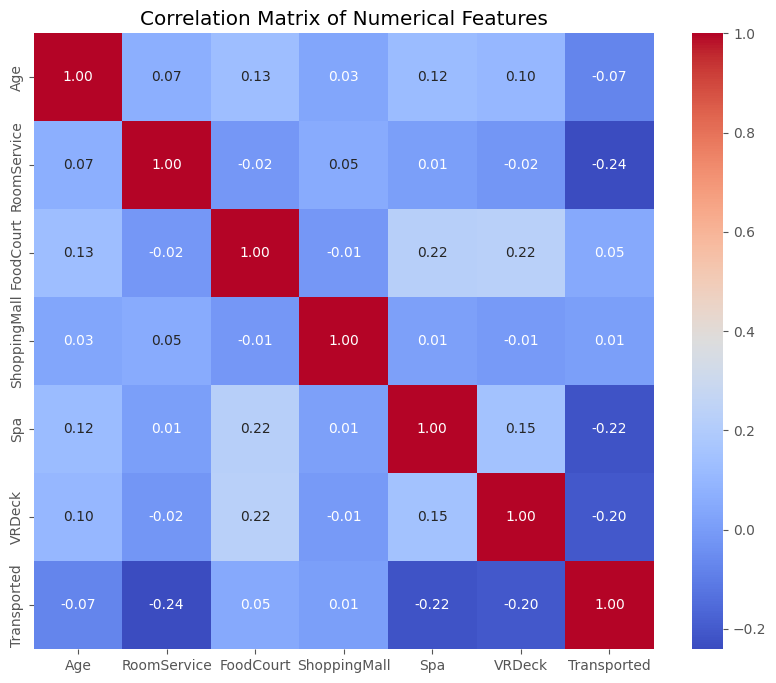 Correlation Matrix of Numerical Features
Age 1.00 0.07 0.13 0.03 0.12 0.10 -0.07
RoomService 0.07 1.00 -0.02 0.05 0.01 -0.02 -0.24
FoodCourt 0.13 -0.02 1.00 -0.01 0.22 0.22 0.05
ShoppingMall 0.03 0.05 -0.01 1.00 0.01 -0.01 0.01
Spa 0.12 0.01 0.22 0.01 1.00 0.15 -0.22
VRDeck 0.10 -0.02 0.22 -0.01 0.15 1.00 -0.20
Transported -0.07 -0.24 0.05 0.01 -0.22 -0.20 1.00
Age RoomService FoodCourt ShoppingMall Spa VRDeck Transported
1.0
0.8
0.6
0.4
0.2
0.0
−0.2